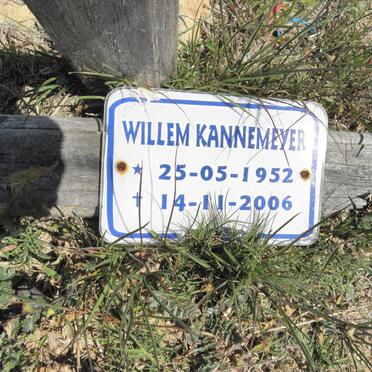 WILLEM KANNEMEYER
★ 25-05-1952
✝ 14-11-2006